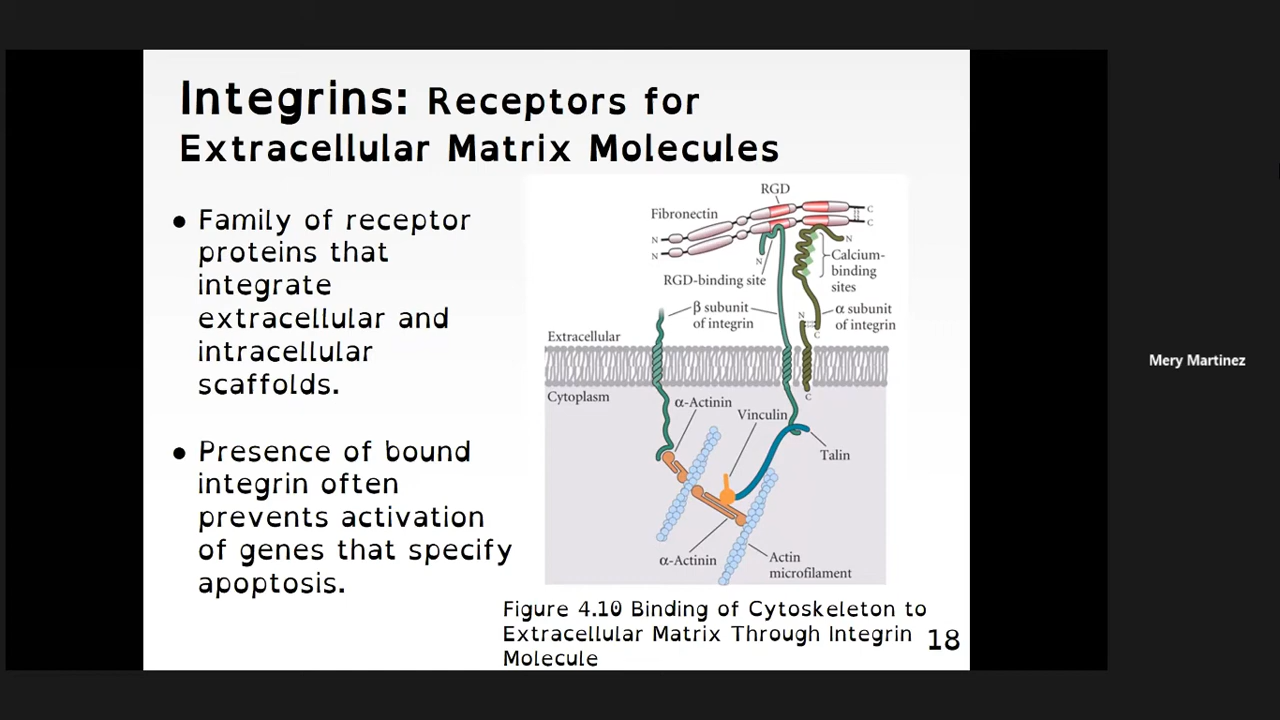 Integrins: Receptors for
Extracellular Matrix Molecules
● Family of receptor
proteins that
integrate
extracellular and
intracellular
scaffolds.
● Presence of bound
integrin often
prevents activation
of genes that specify
apoptosis.
RGD
Fibronectin
C
C
N
N
N
N
RGD-binding site
Calcium-
binding
sites
β subunit
of integrin
N
C
α subunit
of integrin
Extracellular
Cytoplasm
C
α-Actinin
Vinculin
Talin
α-Actinin
Actin
microfilament
Figure 4.10 Binding of Cytoskeleton to
Extracellular Matrix Through Integrin
Molecule
18
Mery Martinez